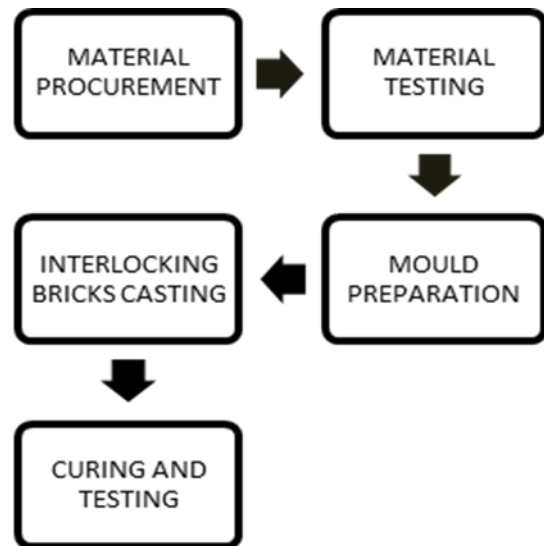 MATERIAL
PROCUREMENT
MATERIAL
TESTING
MOULD
PREPARATION
INTERLOCKING
BRICKS CASTING
CURING AND
TESTING